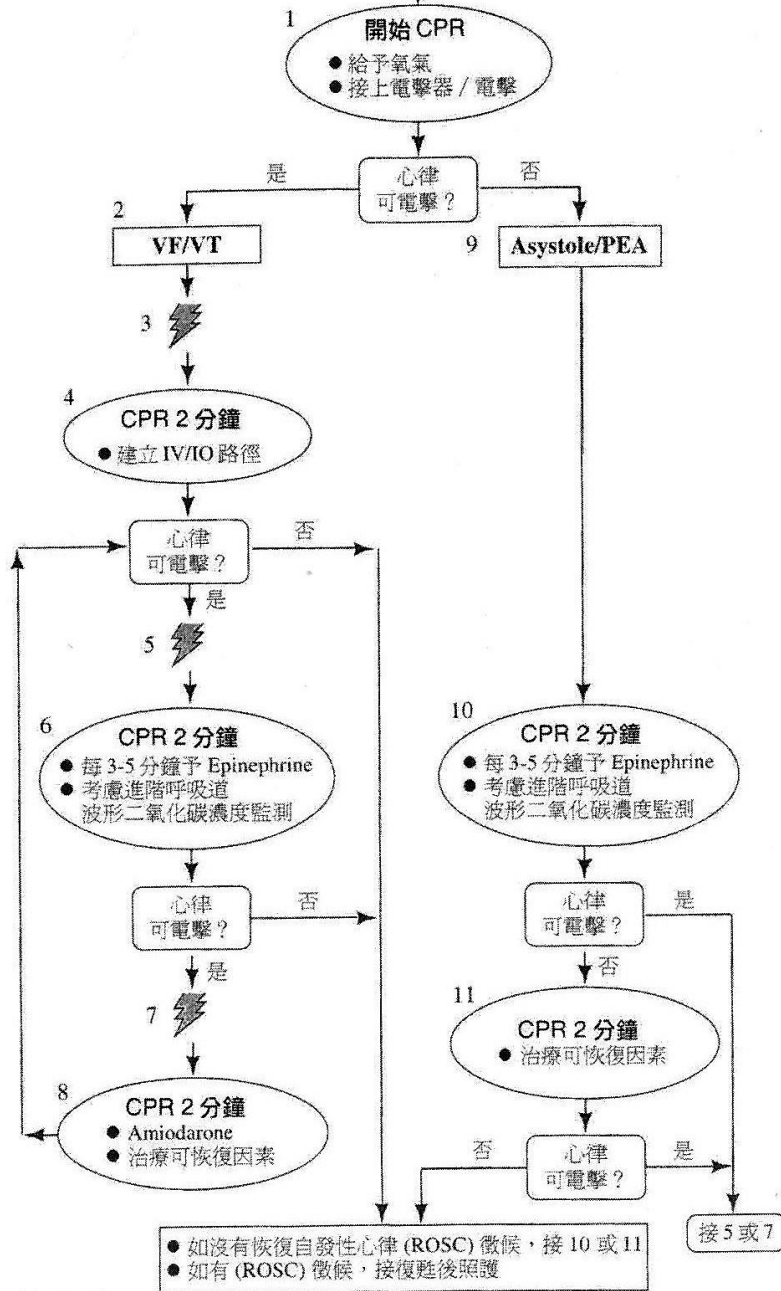 1
開始 CPR
● 給予氧氣
● 接上電擊器 / 電擊
是
心律
可電擊？
否
2
VF/VT
9
Asystole/PEA
3
4
CPR 2 分鐘
● 建立 IV/IO 路徑
心律
可電擊？
否
是
5
6
CPR 2 分鐘
● 每 3-5 分鐘予 Epinephrine
● 考慮進階呼吸道
波形二氧化碳濃度監測
10
CPR 2 分鐘
● 每 3-5 分鐘予 Epinephrine
● 考慮進階呼吸道
波形二氧化碳濃度監測
心律
可電擊？
否
是
心律
可電擊？
是
否
7
11
CPR 2 分鐘
● 治療可恢復因素
8
CPR 2 分鐘
● Amiodarone
● 治療可恢復因素
否
心律
可電擊？
是
● 如沒有恢復自發性心律 (ROSC) 徵候，接 10 或 11
● 如有 (ROSC) 徵候，接復甦後照護
接 5 或 7